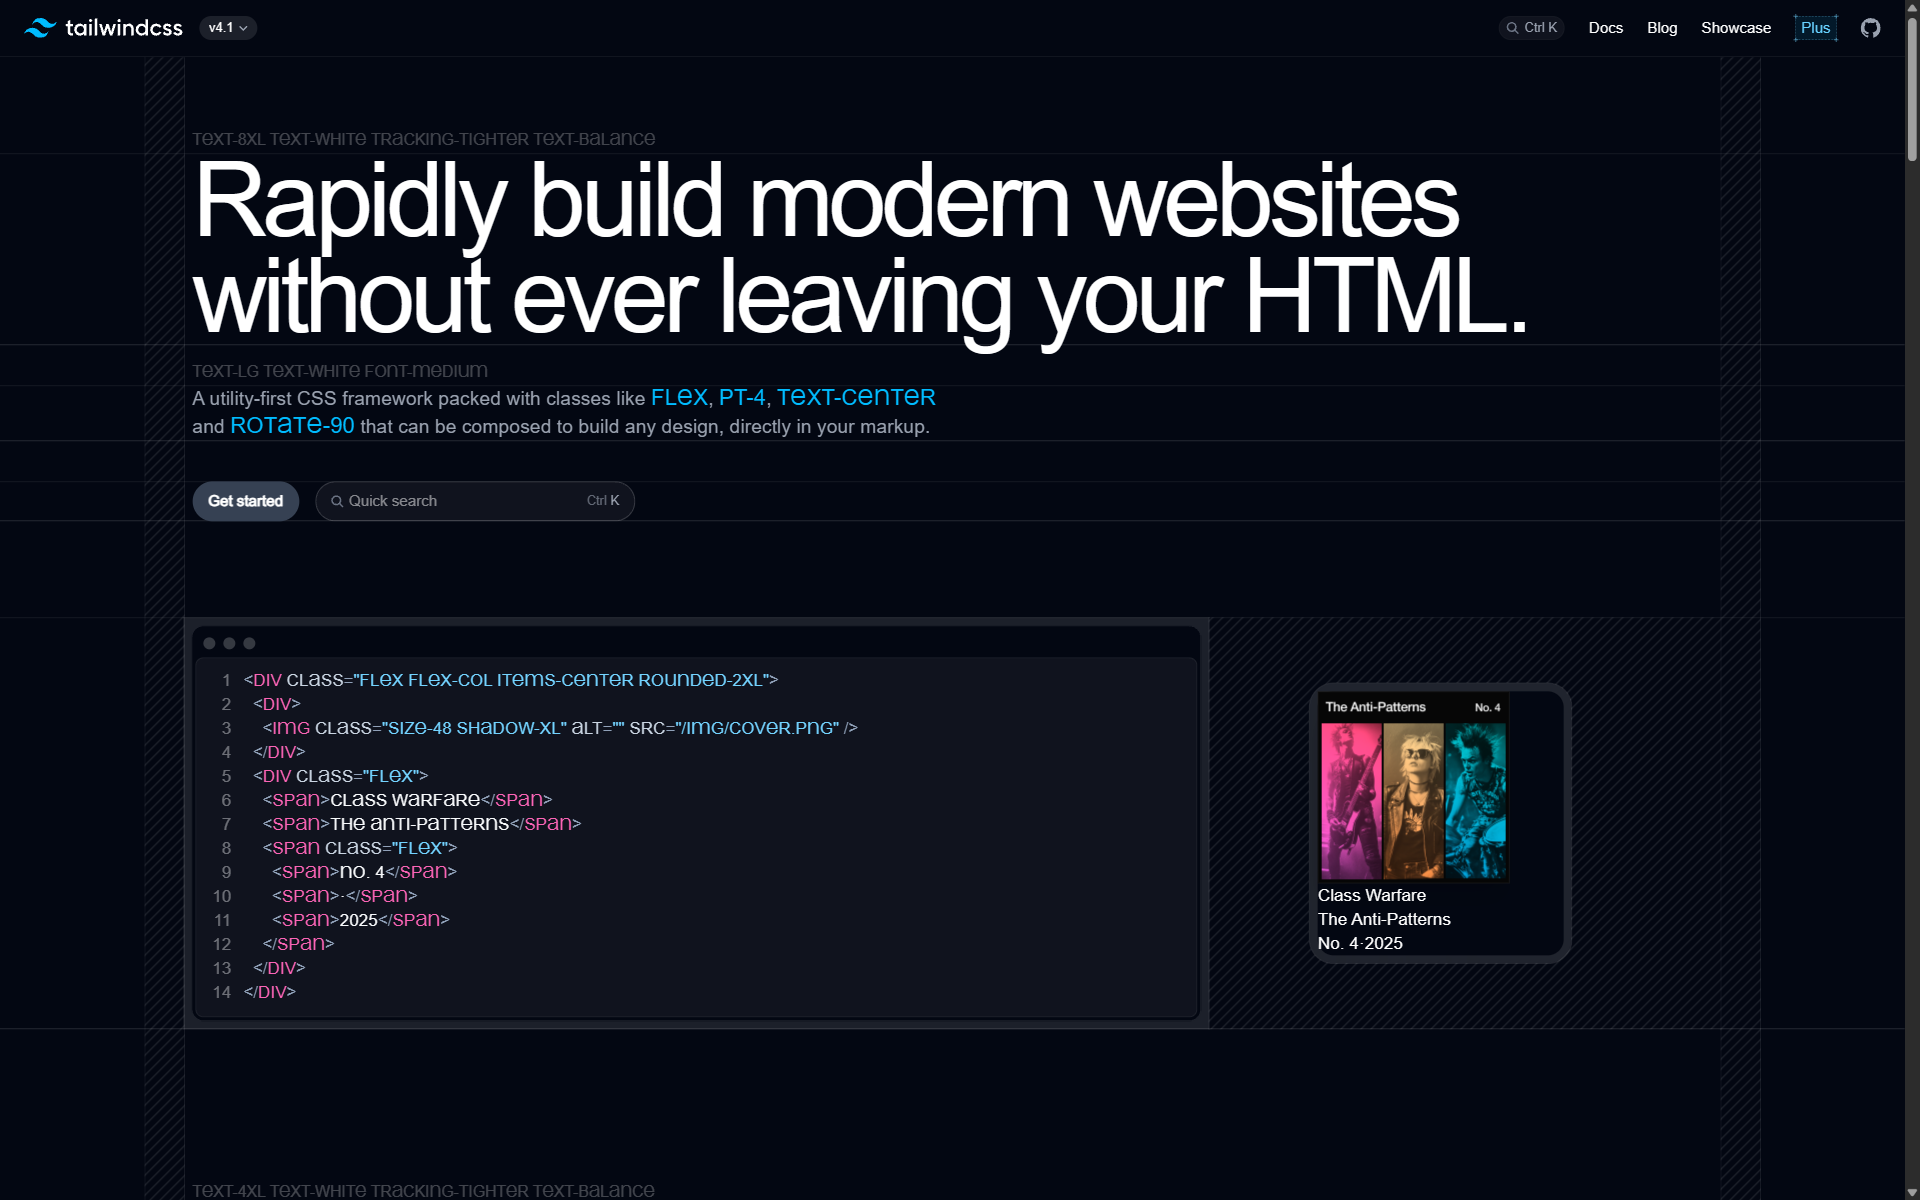 tailwindcss v4.1 Ctrl K Docs Blog Showcase Plus
TEXT-8XL TEXT-WHITE TRACKING-TIGHTER TEXT-BALANCE
Rapidly build modern websites
without ever leaving your HTML.
TEXT-LG TEXT-WHITE FONT-MEDIUM
A utility-first CSS framework packed with classes like FLEX, PT-4, TEXT-CENTER
and ROTATE-90 that can be composed to build any design, directly in your markup.
Get started Quick search Ctrl K
1 <DIV CLASS="FLEX FLEX-COL ITEMS-CENTER ROUNDED-2XL">
2 <DIV>
3 <IMG CLASS="SIZE-48 SHADOW-XL" ALT="" SRC="/IMG/COVER.PNG" />
4 </DIV>
5 <DIV CLASS="FLEX">
6 <SPAN>CLASS WARFARE</SPAN>
7 <SPAN>THE ANTI-PATTERNS</SPAN>
8 <SPAN CLASS="FLEX">
9 <SPAN>NO. 4</SPAN>
10 <SPAN>·</SPAN>
11 <SPAN>2025</SPAN>
12 </SPAN>
13 </DIV>
14 </DIV>
The Anti-Patterns No. 4
Class Warfare
The Anti-Patterns
No. 4·2025
TEXT-4XL TEXT-WHITE TRACKING-TIGHTER TEXT-BALANCE